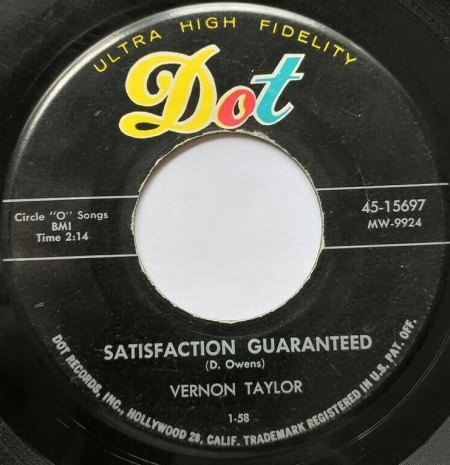 ULTRA HIGH FIDELITY
Dot
Circle "O" Songs
BMI
Time 2:14
45-15697
MW-9924
SATISFACTION GUARANTEED
(D. Owens)
VERNON TAYLOR
1-58
DOT RECORDS, INC., HOLLYWOOD 28, CALIF. TRADEMARK REGISTERED IN U.S. PAT. OFF.